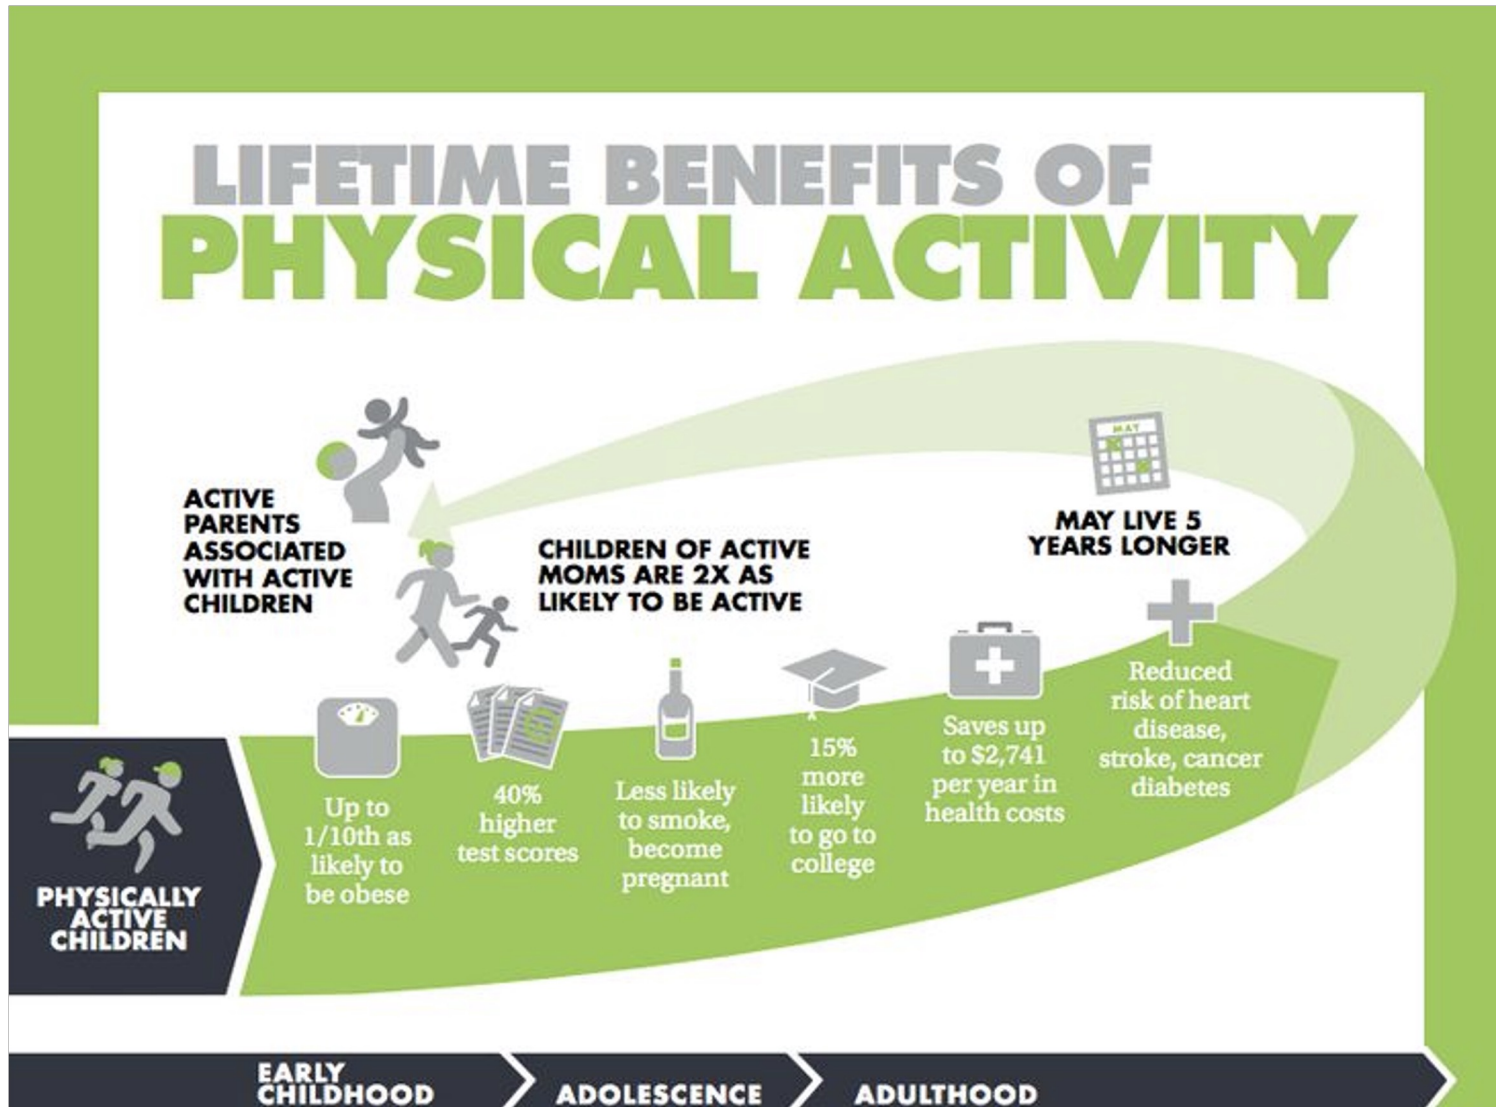 LIFETIME BENEFITS OF
PHYSICAL ACTIVITY
ACTIVE
PARENTS
ASSOCIATED
WITH ACTIVE
CHILDREN
CHILDREN OF ACTIVE
MOMS ARE 2X AS
LIKELY TO BE ACTIVE
MAY
MAY LIVE 5
YEARS LONGER
PHYSICALLY
ACTIVE
CHILDREN
Up to
1/10th as
likely to
be obese
40%
higher
test scores
Less likely
to smoke,
become
pregnant
15%
more
likely
to go to
college
Saves up
to $2,741
per year in
health costs
Reduced
risk of heart
disease,
stroke, cancer
diabetes
EARLY
CHILDHOOD
ADOLESCENCE
ADULTHOOD